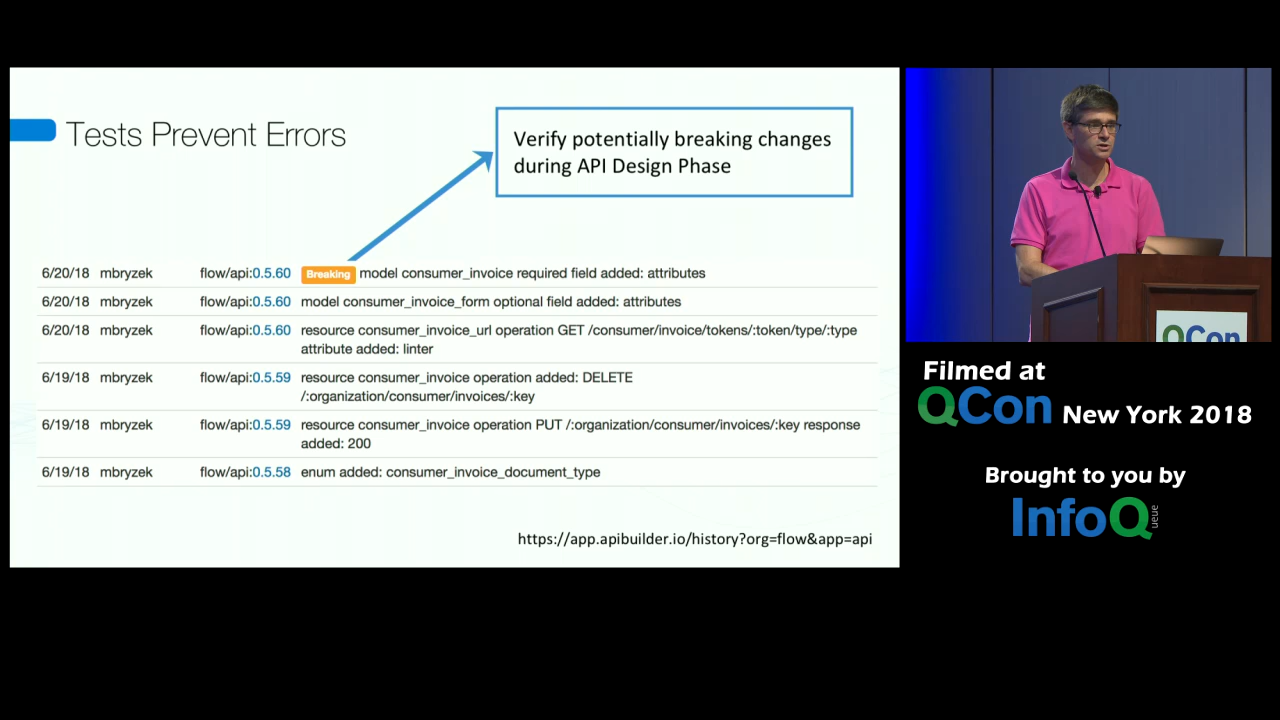 Tests Prevent Errors
Verify potentially breaking changes
during API Design Phase
6/20/18 mbryzek flow/api:0.5.60 Breaking model consumer_invoice required field added: attributes
6/20/18 mbryzek flow/api:0.5.60 model consumer_invoice_form optional field added: attributes
6/20/18 mbryzek flow/api:0.5.60 resource consumer_invoice_url operation GET /consumer/invoice/tokens/:token/type/:type
attribute added: linter
6/19/18 mbryzek flow/api:0.5.59 resource consumer_invoice operation added: DELETE
/:organization/consumer/invoices/:key
6/19/18 mbryzek flow/api:0.5.59 resource consumer_invoice operation PUT /:organization/consumer/invoices/:key response
added: 200
6/19/18 mbryzek flow/api:0.5.58 enum added: consumer_invoice_document_type
https://app.apibuilder.io/history?org=flow&app=api
QCon
Filmed at
QCon New York 2018
Brought to you by
InfoQ
ueue